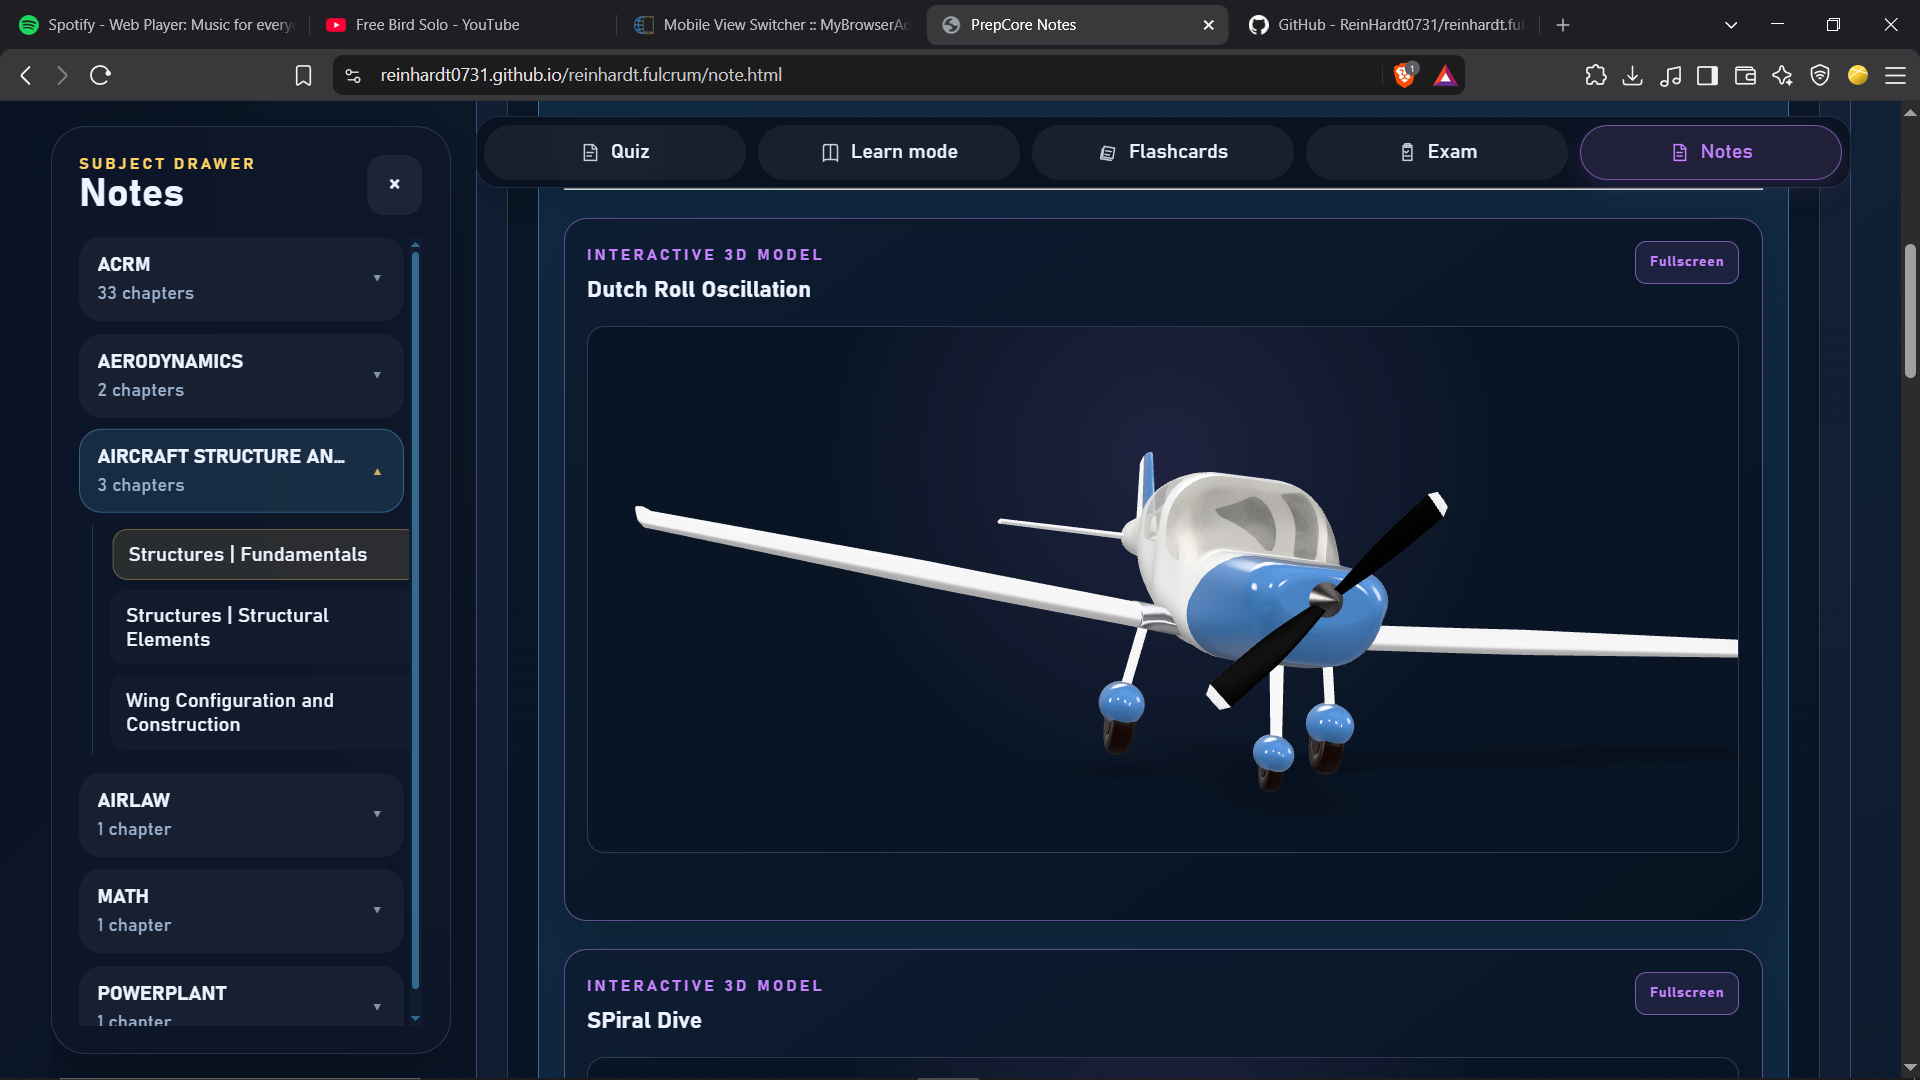 Spotify - Web Player: Music for every
Free Bird Solo - YouTube
Mobile View Switcher :: MyBrowserAd
PrepCore Notes
GitHub - ReinHardt0731/reinhardt.ful
reinhardt0731.github.io/reinhardt.fulcrum/note.html
1
SUBJECT DRAWER
Notes
×
ACRM
33 chapters
AERODYNAMICS
2 chapters
AIRCRAFT STRUCTURE AN...
3 chapters
Structures | Fundamentals
Structures | Structural
Elements
Wing Configuration and
Construction
AIRLAW
1 chapter
MATH
1 chapter
POWERPLANT
1 chapter
Quiz
Learn mode
Flashcards
Exam
Notes
INTERACTIVE 3D MODEL
Fullscreen
Dutch Roll Oscillation
INTERACTIVE 3D MODEL
Fullscreen
SPiral Dive